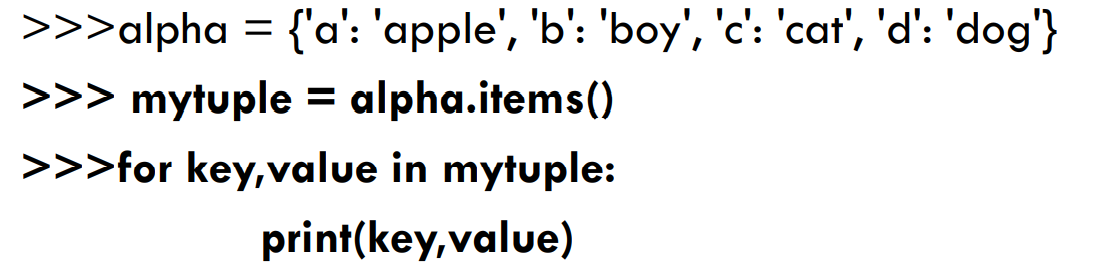 >>>alpha = {'a': 'apple', 'b': 'boy', 'c': 'cat', 'd': 'dog'}
>>> mytuple = alpha.items()
>>>for key,value in mytuple:
print(key,value)